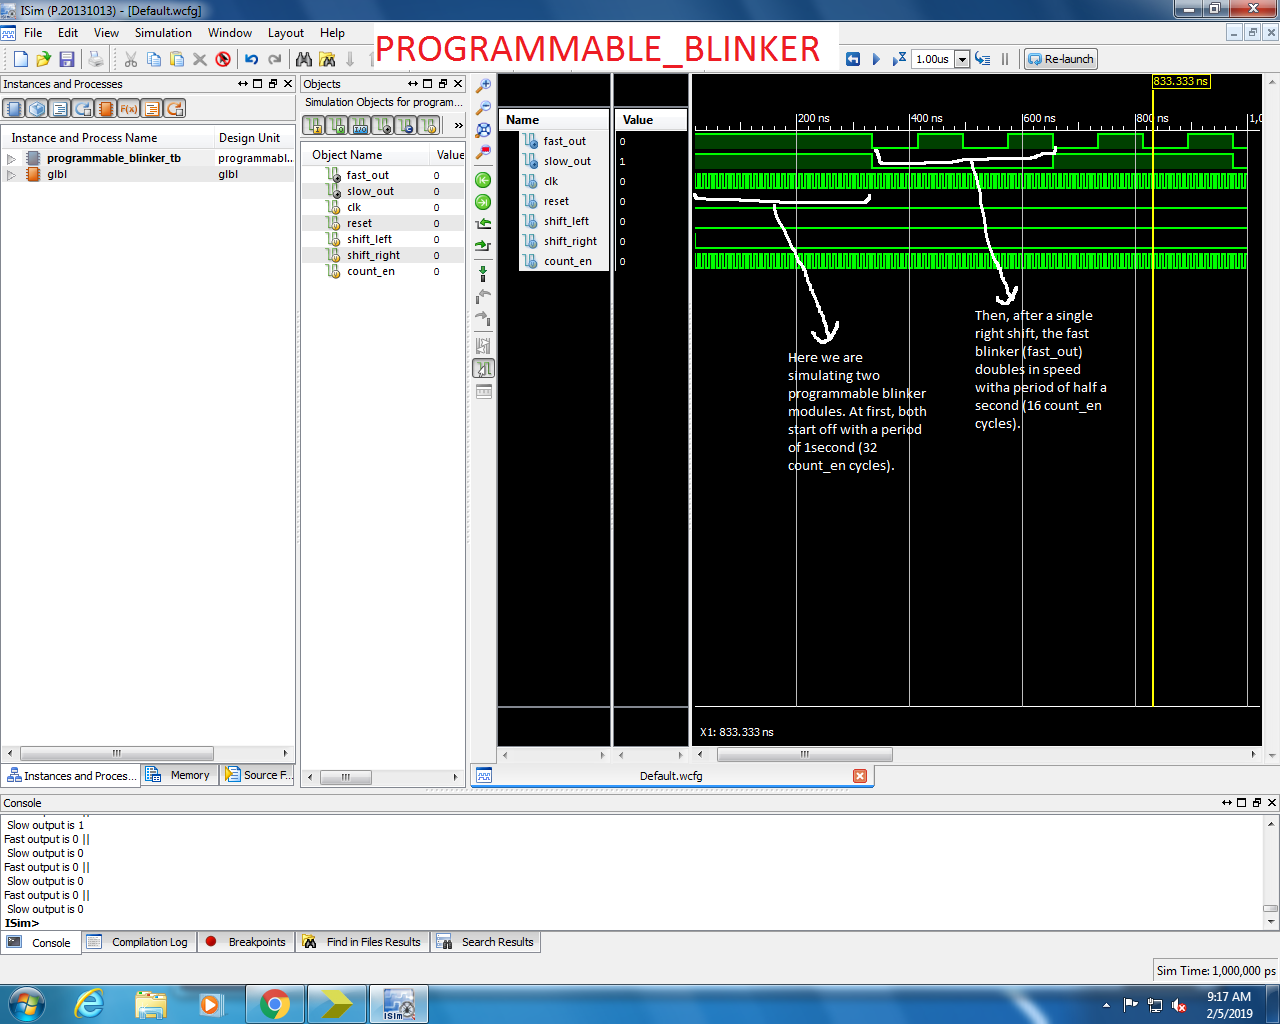 ISim (P.20131013) - [Default.wcfg]
File Edit View Simulation Window Layout Help
PROGRAMMABLE_BLINKER
1.00us
Re-launch
Instances and Processes
Objects
Simulation Objects for program...
Instance and Process Name Design Unit
programmable_blinker_tb programmabl...
glbl glbl
Object Name Value
fast_out 0
slow_out 0
clk 0
reset 0
shift_left 0
shift_right 0
count_en 0
Name Value
fast_out 0
slow_out 1
clk 0
reset 0
shift_left 0
shift_right 0
count_en 0
833.333 ns
200 ns 400 ns 600 ns 800 ns 1,0
Here we are
simulating two
programmable blinker
modules. At first, both
start off with a period
of 1second (32
count_en cycles).
Then, after a single
right shift, the fast
blinker (fast_out)
doubles in speed
witha period of half a
second (16 count_en
cycles).
X1: 833.333 ns
Instances and Proces... Memory Source F...
Default.wcfg
Console
Slow output is 1
Fast output is 0 ||
Slow output is 0
Fast output is 0 ||
Slow output is 0
Fast output is 0 ||
Slow output is 0
ISim>
Console Compilation Log Breakpoints Find in Files Results Search Results
Sim Time: 1,000,000 ps
ISim
9:17 AM
2/5/2019